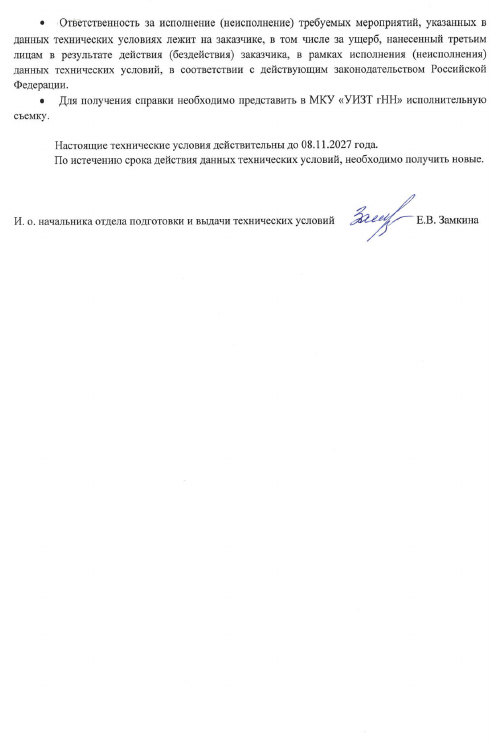 • Ответственность за исполнение (неисполнение) требуемых мероприятий, указанных в
данных технических условиях лежит на заказчике, в том числе за ущерб, нанесенный третьим
лицам в результате действия (бездействия) заказчика, в рамках исполнения (неисполнения)
данных технических условий, в соответствии с действующим законодательством Российской
Федерации.
• Для получения справки необходимо представить в МКУ «УИЗТ гНН» исполнительную
съемку.
Настоящие технические условия действительны до 08.11.2027 года.
По истечению срока действия данных технических условий, необходимо получить новые.
И. о. начальника отдела подготовки и выдачи технических условий Е.В. Замкина